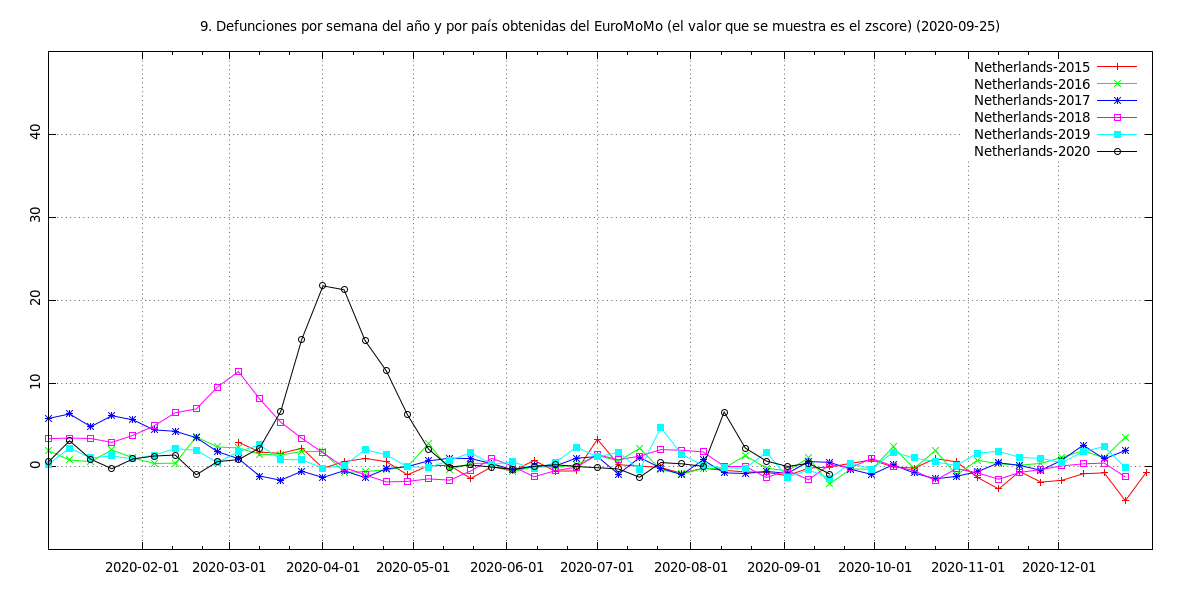 9. Defunciones por semana del año y por país obtenidas del EuroMoMo (el valor que se muestra es el zscore) (2020-09-25)
Netherlands-2015
Netherlands-2016
Netherlands-2017
Netherlands-2018
Netherlands-2019
Netherlands-2020
40
30
20
10
0
2020-02-01 2020-03-01 2020-04-01 2020-05-01 2020-06-01 2020-07-01 2020-08-01 2020-09-01 2020-10-01 2020-11-01 2020-12-01